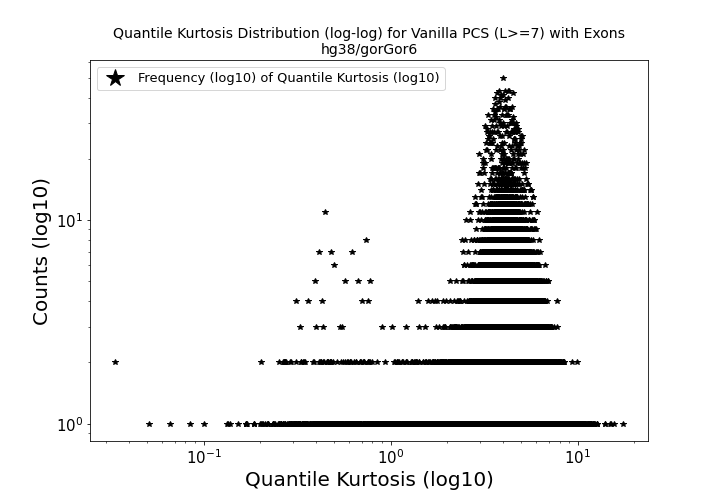 Quantile Kurtosis Distribution (log-log) for Vanilla PCS (L>=7) with Exons
hg38/gorGor6
Frequency (log10) of Quantile Kurtosis (log10)
Counts (log10)
10¹
10⁰
10⁻¹ 10⁰ 10¹
Quantile Kurtosis (log10)